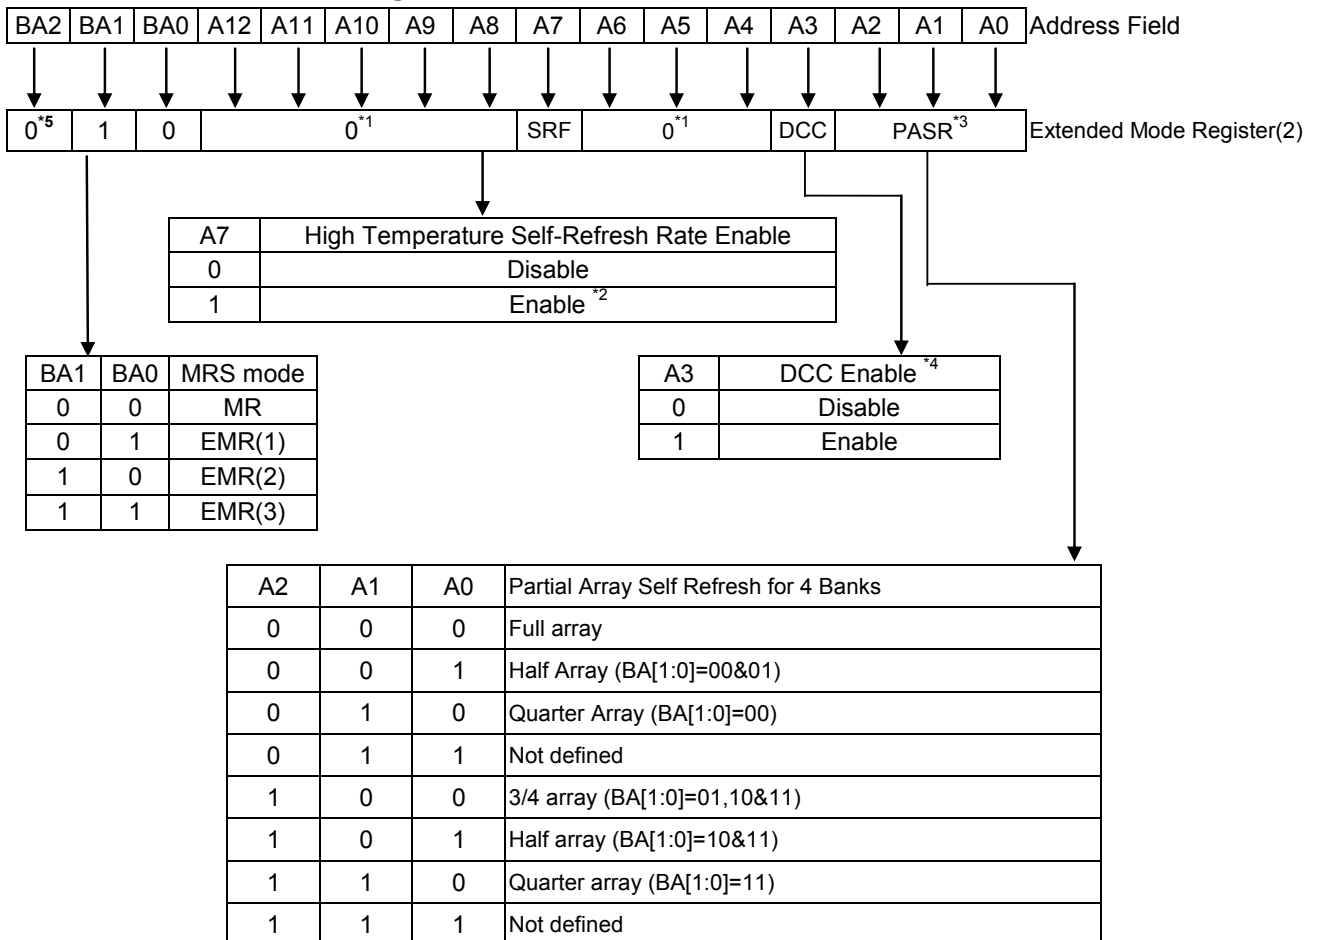 BA2 BA1 BA0 A12 A11 A10 A9 A8 A7 A6 A5 A4 A3 A2 A1 A0 Address Field
0*5 1 0 0*1 SRF 0*1 DCC PASR*3 Extended Mode Register(2)
A7 High Temperature Self-Refresh Rate Enable
0 Disable
1 Enable *2
BA1 BA0 MRS mode
0 0 MR
0 1 EMR(1)
1 0 EMR(2)
1 1 EMR(3)
A3 DCC Enable *4
0 Disable
1 Enable
A2 A1 A0 Partial Array Self Refresh for 4 Banks
0 0 0 Full array
0 0 1 Half Array (BA[1:0]=00&01)
0 1 0 Quarter Array (BA[1:0]=00)
0 1 1 Not defined
1 0 0 3/4 array (BA[1:0]=01,10&11)
1 0 1 Half array (BA[1:0]=10&11)
1 1 0 Quarter array (BA[1:0]=11)
1 1 1 Not defined